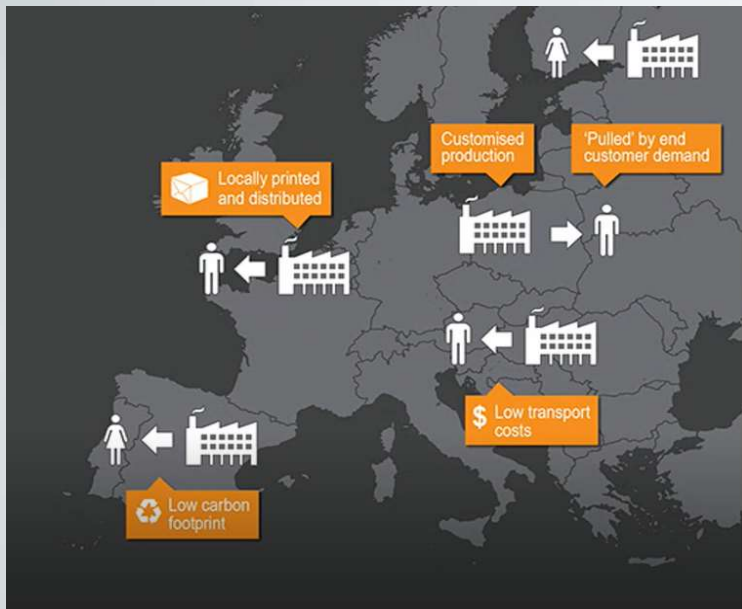 Customised
production
'Pulled' by end
customer demand
Locally printed
and distributed
$ Low transport
costs
Low carbon
footprint